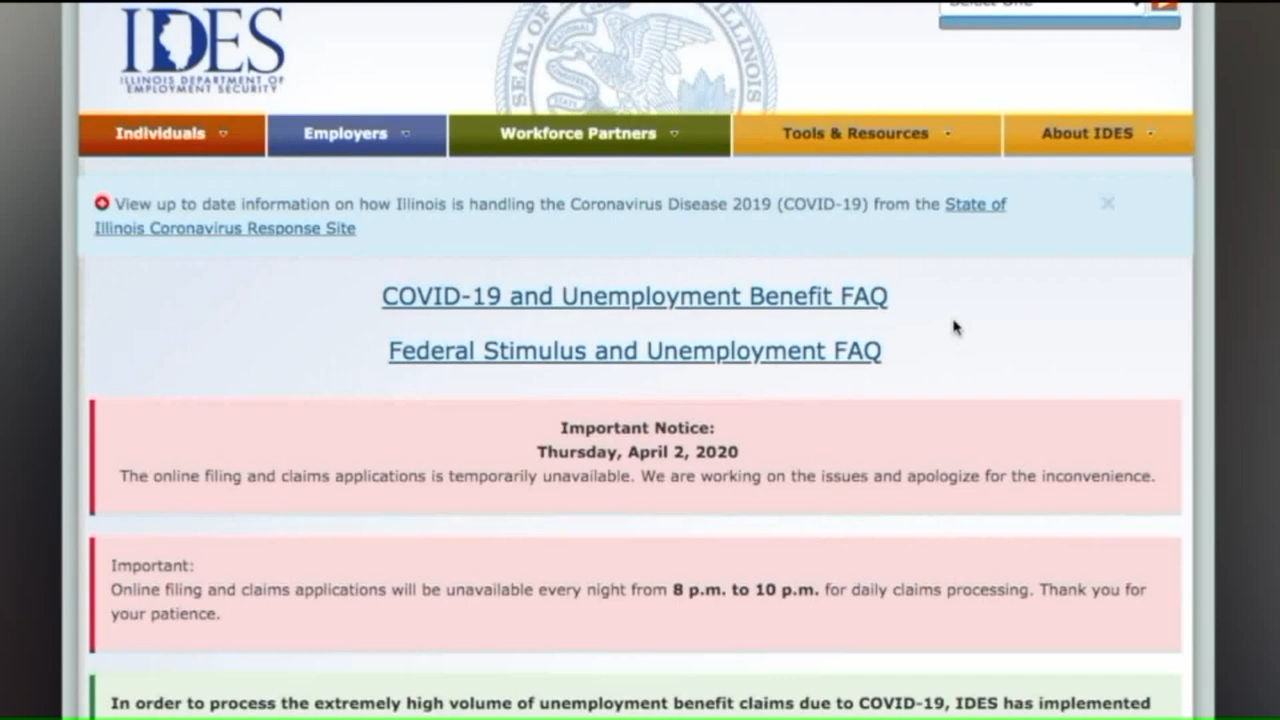 IDES
ILLINOIS DEPARTMENT OF
EMPLOYMENT SECURITY
SEAL OF ILLINOIS
Individuals
Employers
Workforce Partners
Tools & Resources
About IDES
View up to date information on how Illinois is handling the Coronavirus Disease 2019 (COVID-19) from the State of
Illinois Coronavirus Response Site
COVID-19 and Unemployment Benefit FAQ
Federal Stimulus and Unemployment FAQ
Important Notice:
Thursday, April 2, 2020
The online filing and claims applications is temporarily unavailable. We are working on the issues and apologize for the inconvenience.
Important:
Online filing and claims applications will be unavailable every night from 8 p.m. to 10 p.m. for daily claims processing. Thank you for
your patience.
In order to process the extremely high volume of unemployment benefit claims due to COVID-19, IDES has implemented